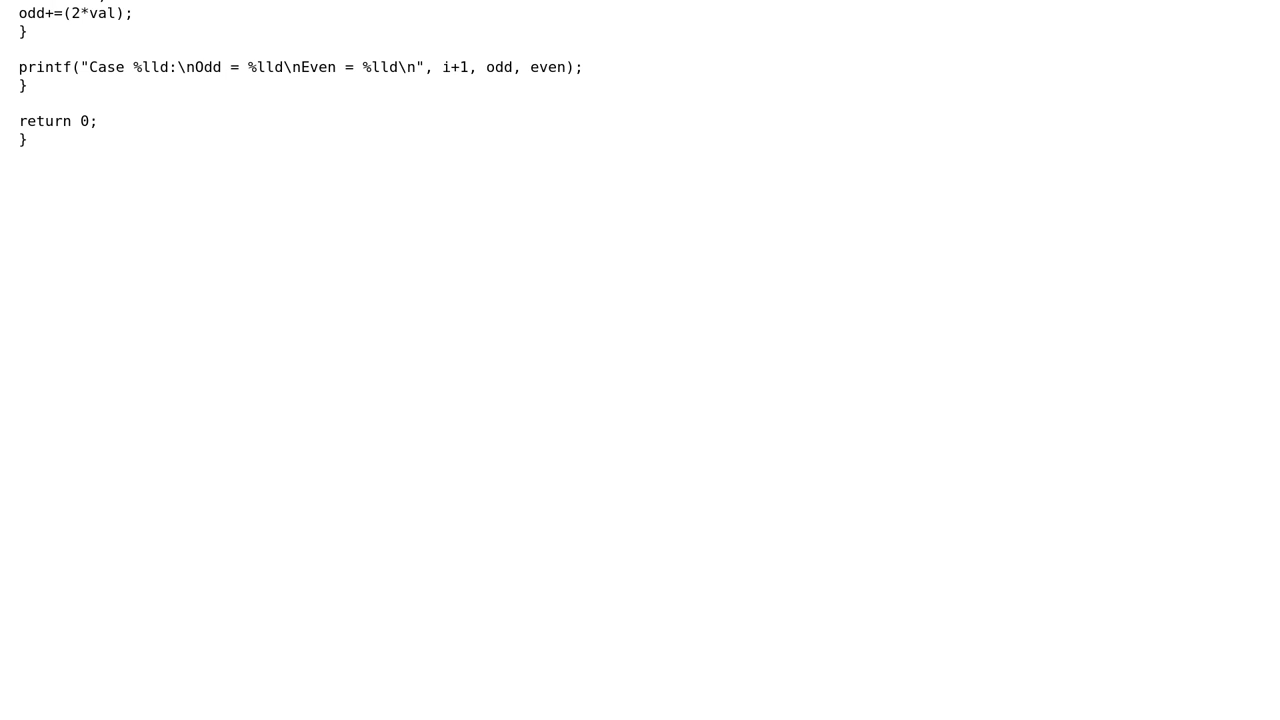 odd+=(2*val);
}
printf("Case %lld:\nOdd = %lld\nEven = %lld\n", i+1, odd, even);
}
return 0;
}